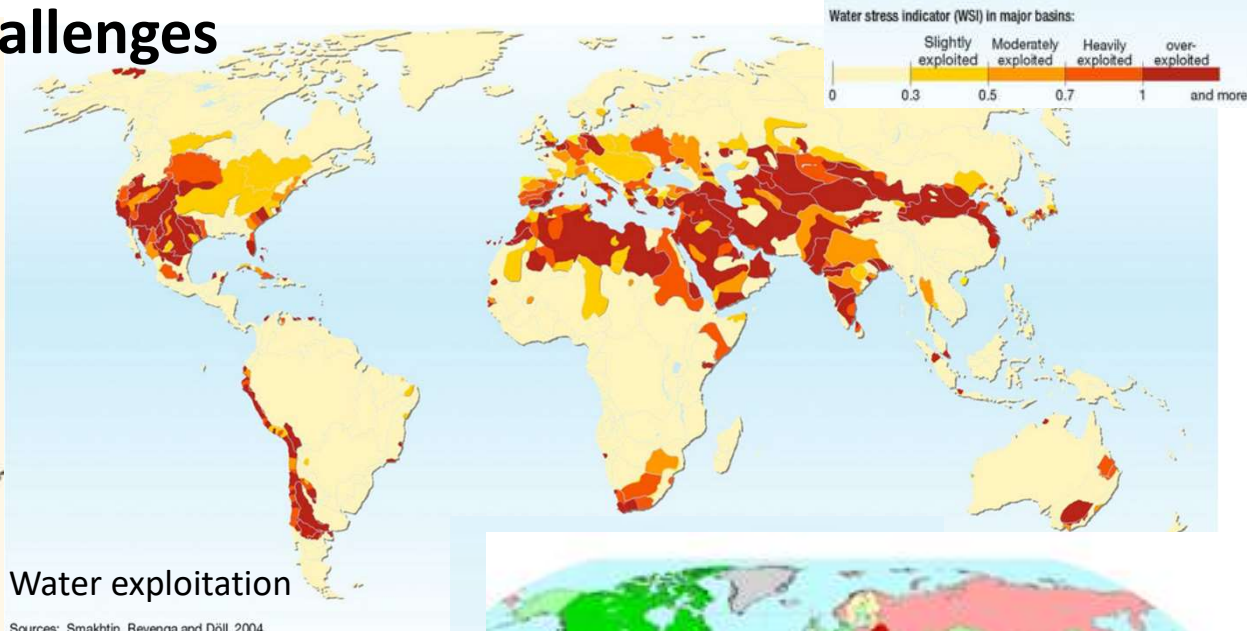 allenges
Water stress indicator (WSI) in major basins:
Slightly exploited
Moderately exploited
Heavily exploited
over-exploited
0 0.3 0.5 0.7 1 and more
Water exploitation
Sources: Smakhtin, Revenga and Döll, 2004